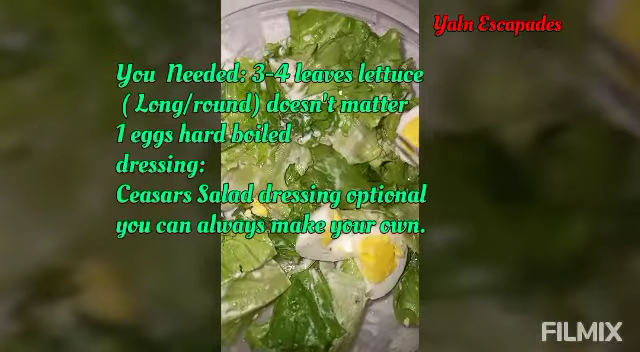 Yaln Escapades
You Needed: 3-4 leaves lettuce
( Long/round) doesn't matter
1 eggs hard boiled
dressing:
Ceasars Salad dressing optional
you can always make your own.
FILMIX